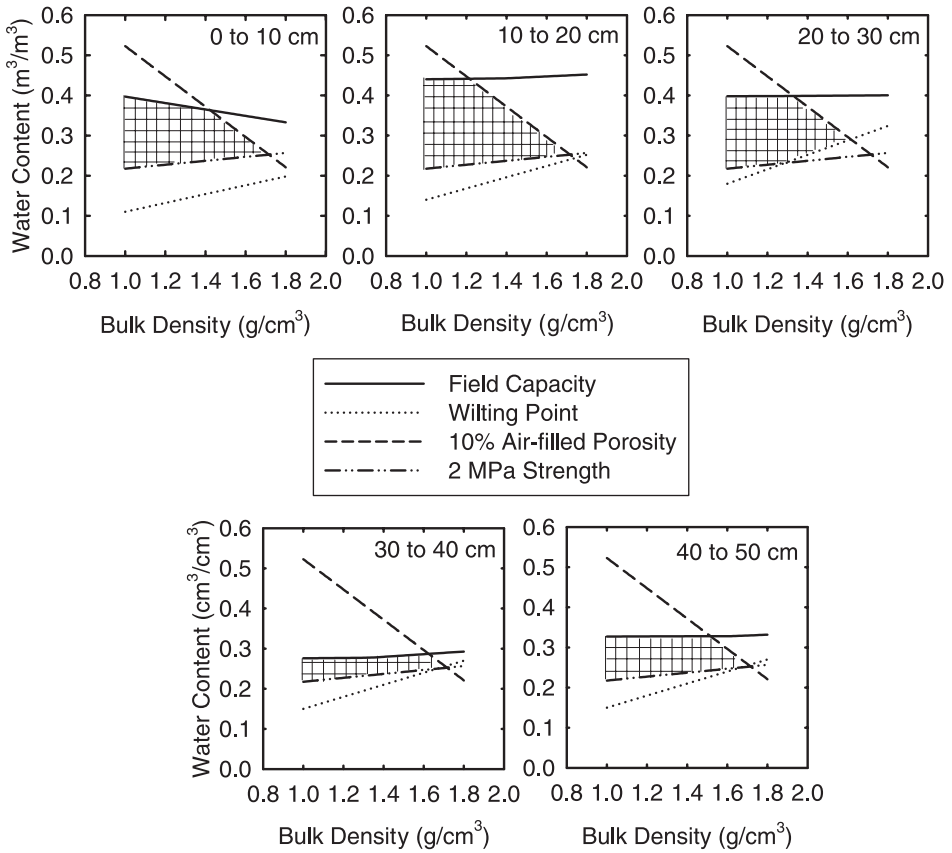 0.6
0.5
0.4
0.3
0.2
0.1
0.0
Water Content (m³/m³)
0 to 10 cm
0.8 1.0 1.2 1.4 1.6 1.8 2.0
Bulk Density (g/cm³)
0.6
0.5
0.4
0.3
0.2
0.1
0.0
10 to 20 cm
0.8 1.0 1.2 1.4 1.6 1.8 2.0
Bulk Density (g/cm³)
0.6
0.5
0.4
0.3
0.2
0.1
0.0
20 to 30 cm
0.8 1.0 1.2 1.4 1.6 1.8 2.0
Bulk Density (g/cm³)
Field Capacity
Wilting Point
10% Air-filled Porosity
2 MPa Strength
0.6
0.5
0.4
0.3
0.2
0.1
0.0
Water Content (cm³/cm³)
30 to 40 cm
0.8 1.0 1.2 1.4 1.6 1.8 2.0
Bulk Density (g/cm³)
0.6
0.5
0.4
0.3
0.2
0.1
0.0
40 to 50 cm
0.8 1.0 1.2 1.4 1.6 1.8 2.0
Bulk Density (g/cm³)